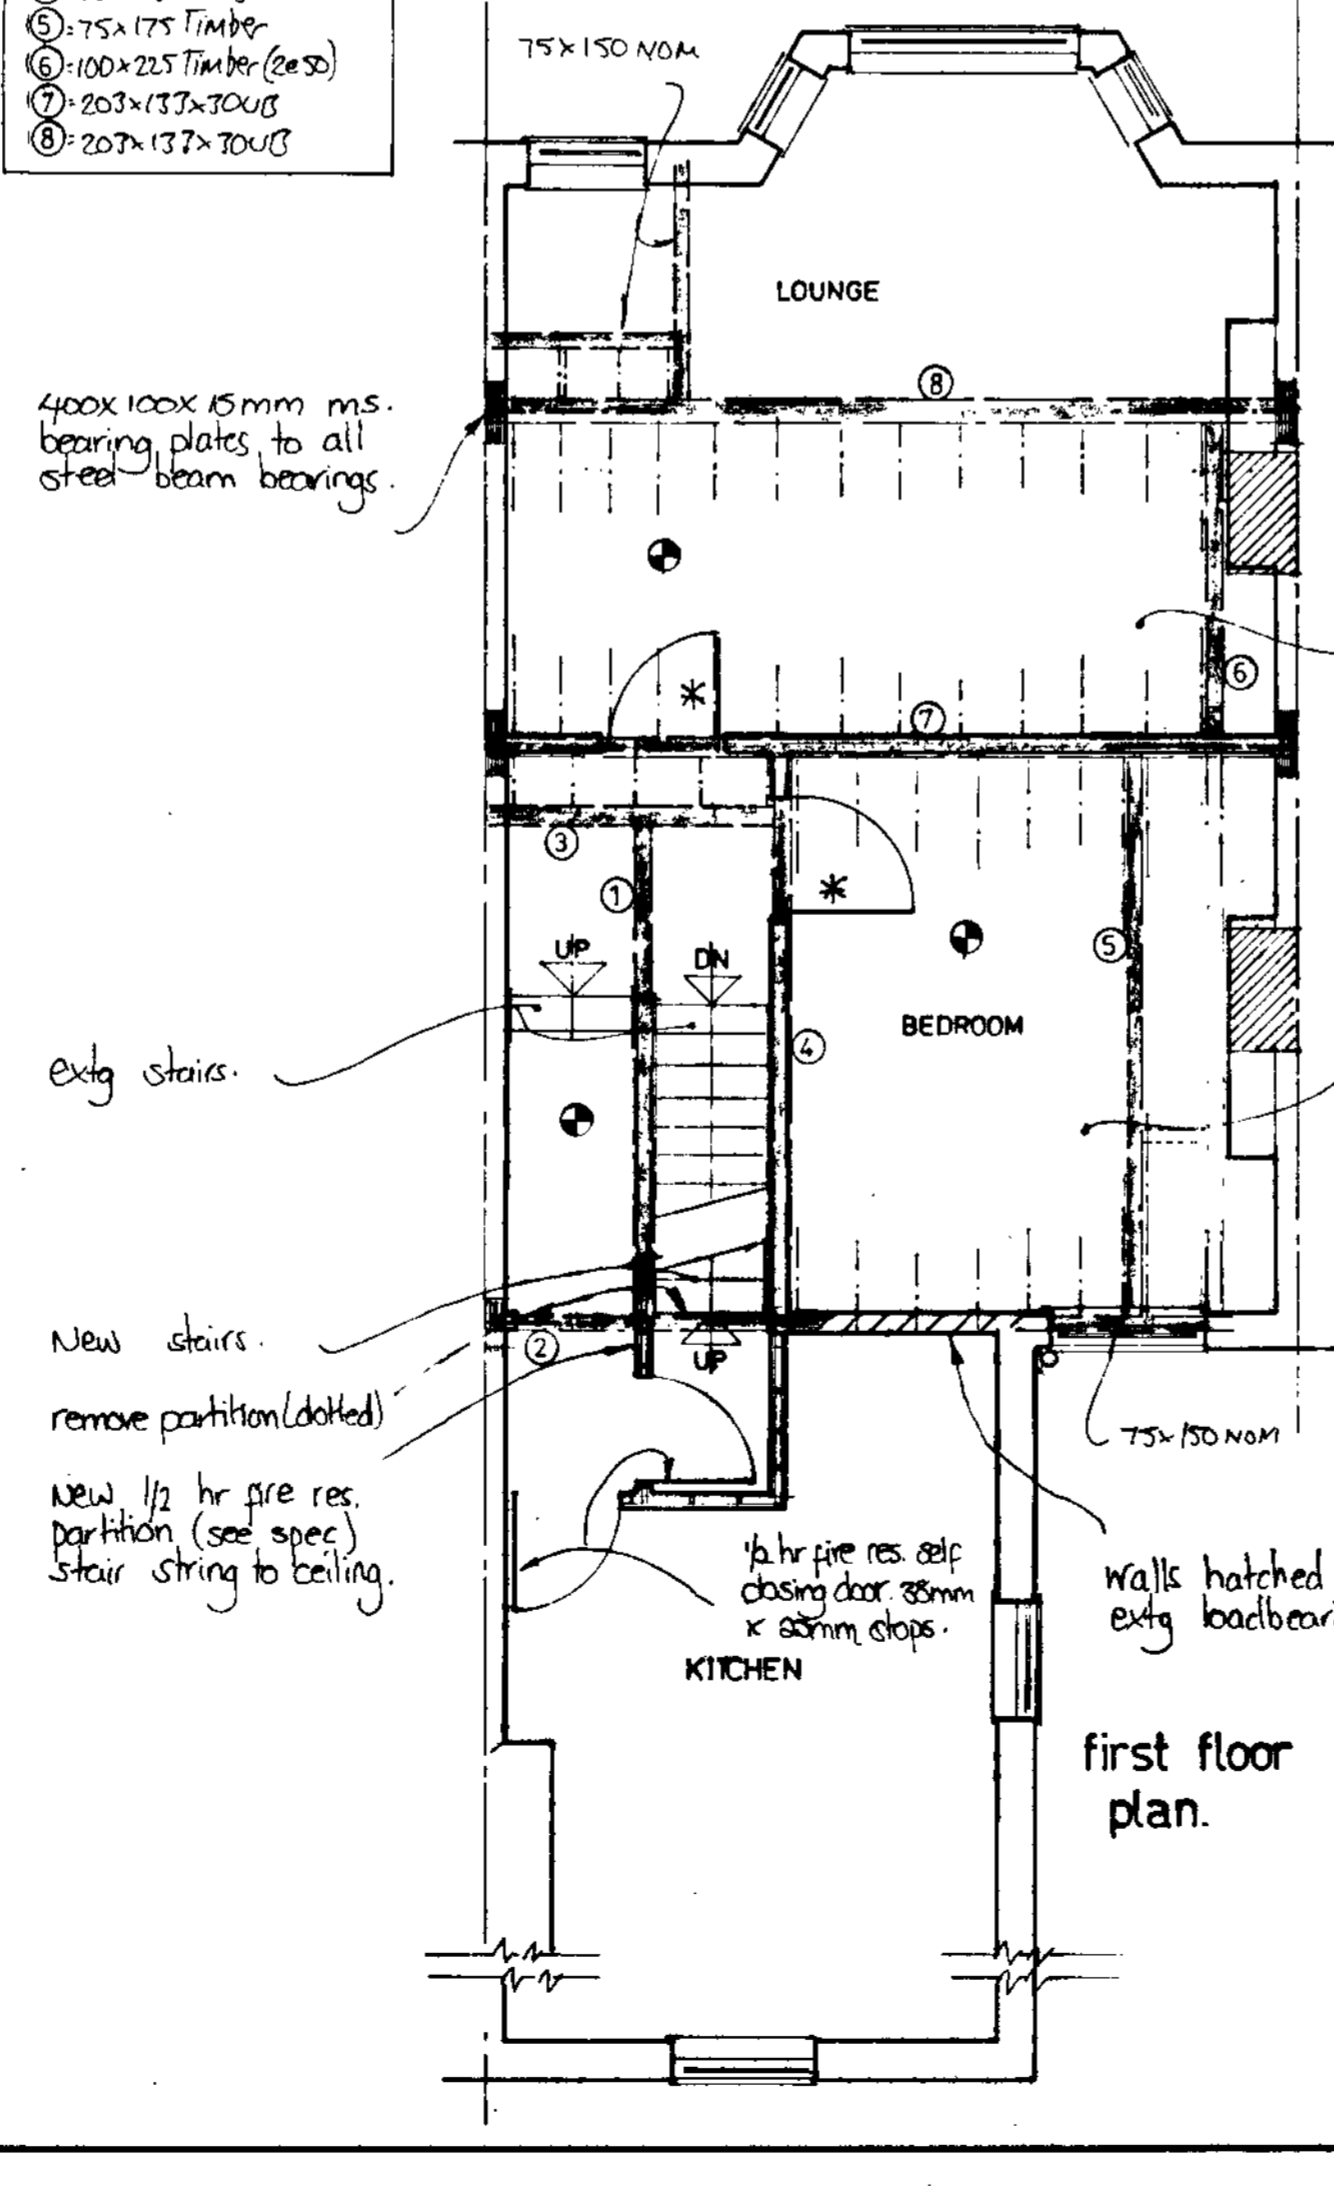 ⑤=75x175 Timber
⑥=100x225 Timber (2e50)
⑦=203x133x30UB
⑧=203x133x30UB
75x150 NOM
LOUNGE
⑧
400x100x15mm ms.
bearing plates to all
steel beam bearings.
⑥
*
⑦
③
①
*
UP
DN
⑤
BEDROOM
④
extg stairs.
New stairs.
②
UP
remove partition (dotted)
75x150 NOM
New 1/2 hr fire res.
partition (see spec)
stair string to ceiling.
1/2 hr fire res. self
closing door. 38mm
x 25mm stops.
walls hatched
extg loadbear
KITCHEN
first floor
plan.